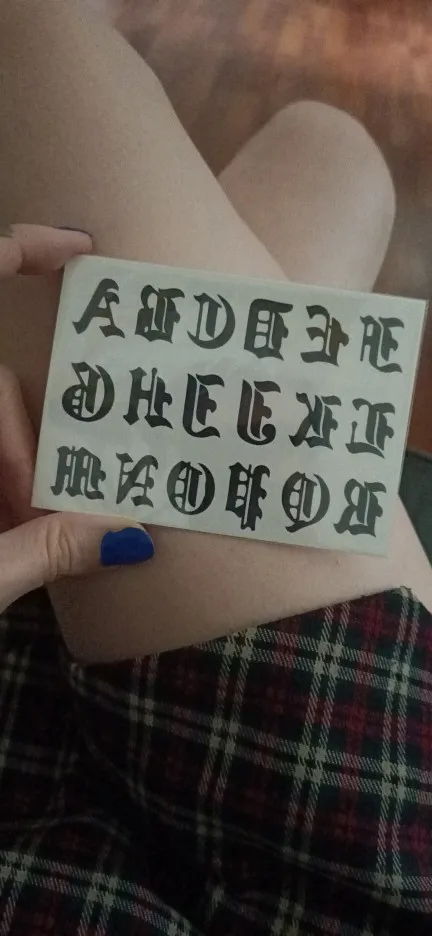 A B C D E F
G H I J K L
M N O P Q R